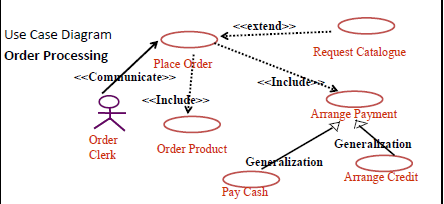 <<extend>>
Use Case Diagram
Order Processing
Request Catalogue
Place Order
<<Communicate>>
<<Include>>
<<Include>>
Arrange Payment
Order
Clerk
Order Product
Generalization
Generalization
Pay Cash
Arrange Credit